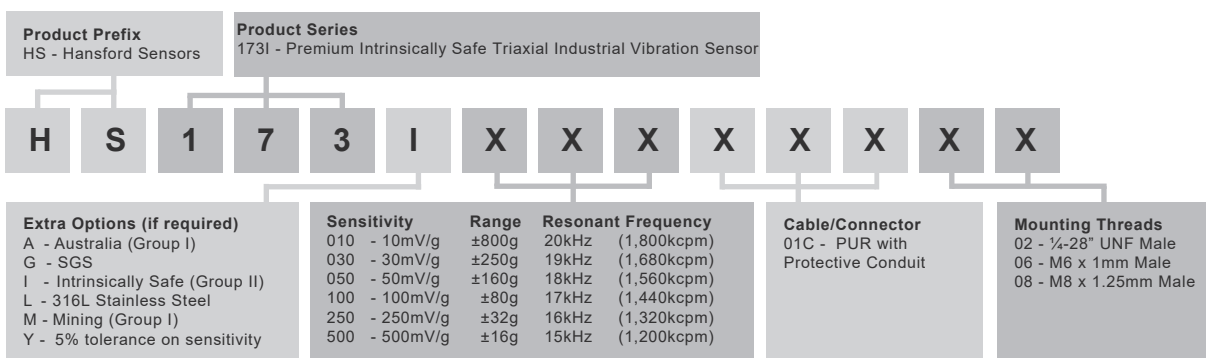 Product Prefix
HS - Hansford Sensors
Product Series
173I - Premium Intrinsically Safe Triaxial Industrial Vibration Sensor
H S 1 7 3 I X X X X X X X X
Extra Options (if required)
A - Australia (Group I)
G - SGS
I - Intrinsically Safe (Group II)
L - 316L Stainless Steel
M - Mining (Group I)
Y - 5% tolerance on sensitivity
Sensitivity Range Resonant Frequency
010 - 10mV/g ±800g 20kHz (1,800kcpm)
030 - 30mV/g ±250g 19kHz (1,680kcpm)
050 - 50mV/g ±160g 18kHz (1,560kcpm)
100 - 100mV/g ±80g 17kHz (1,440kcpm)
250 - 250mV/g ±32g 16kHz (1,320kcpm)
500 - 500mV/g ±16g 15kHz (1,200kcpm)
Cable/Connector
01C - PUR with
Protective Conduit
Mounting Threads
02 - ¼-28” UNF Male
06 - M6 x 1mm Male
08 - M8 x 1.25mm Male